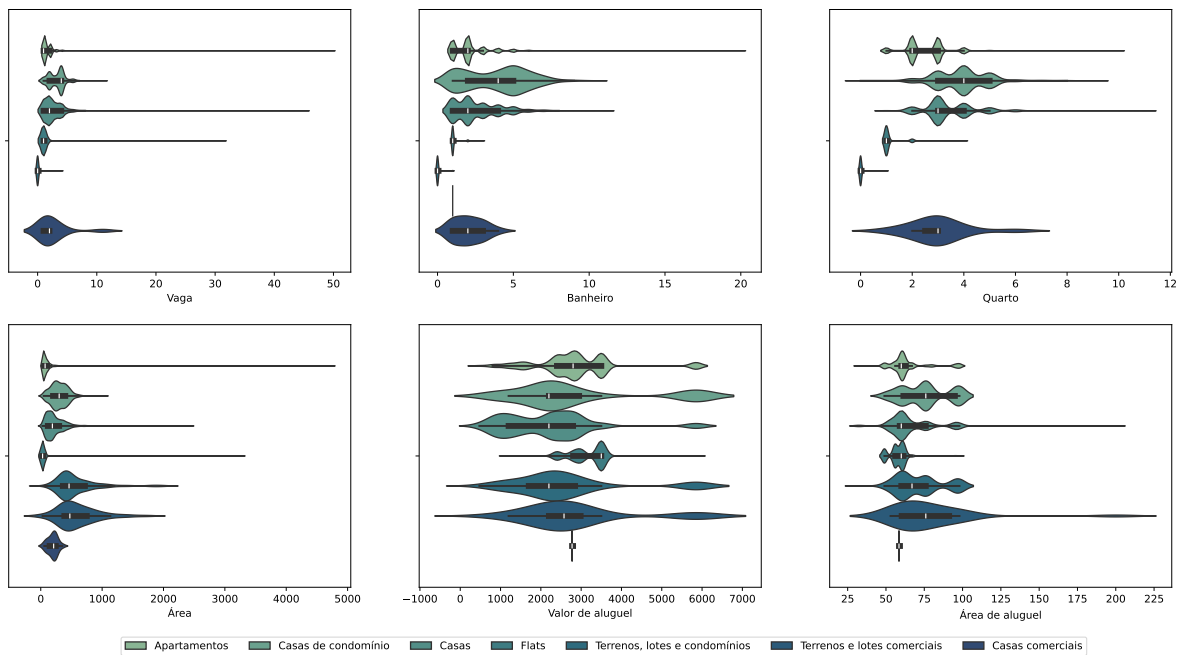 0 10 20 30 40 50
Vaga
0 5 10 15 20
Banheiro
0 2 4 6 8 10 12
Quarto
0 1000 2000 3000 4000 5000
Área
−1000 0 1000 2000 3000 4000 5000 6000 7000
Valor de aluguel
25 50 75 100 125 150 175 200 225
Área de aluguel
Apartamentos Casas de condomínio Casas Flats Terrenos, lotes e condomínios Terrenos e lotes comerciais Casas comerciais